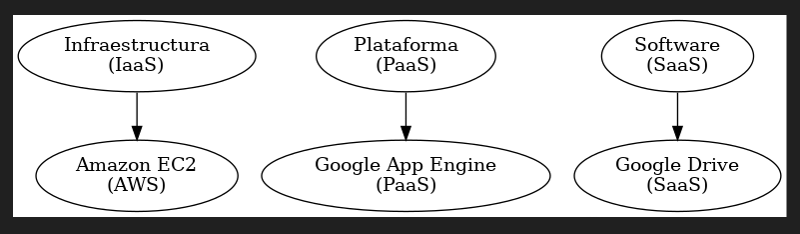 Infraestructura
(IaaS)
Plataforma
(PaaS)
Software
(SaaS)
Amazon EC2
(AWS)
Google App Engine
(PaaS)
Google Drive
(SaaS)